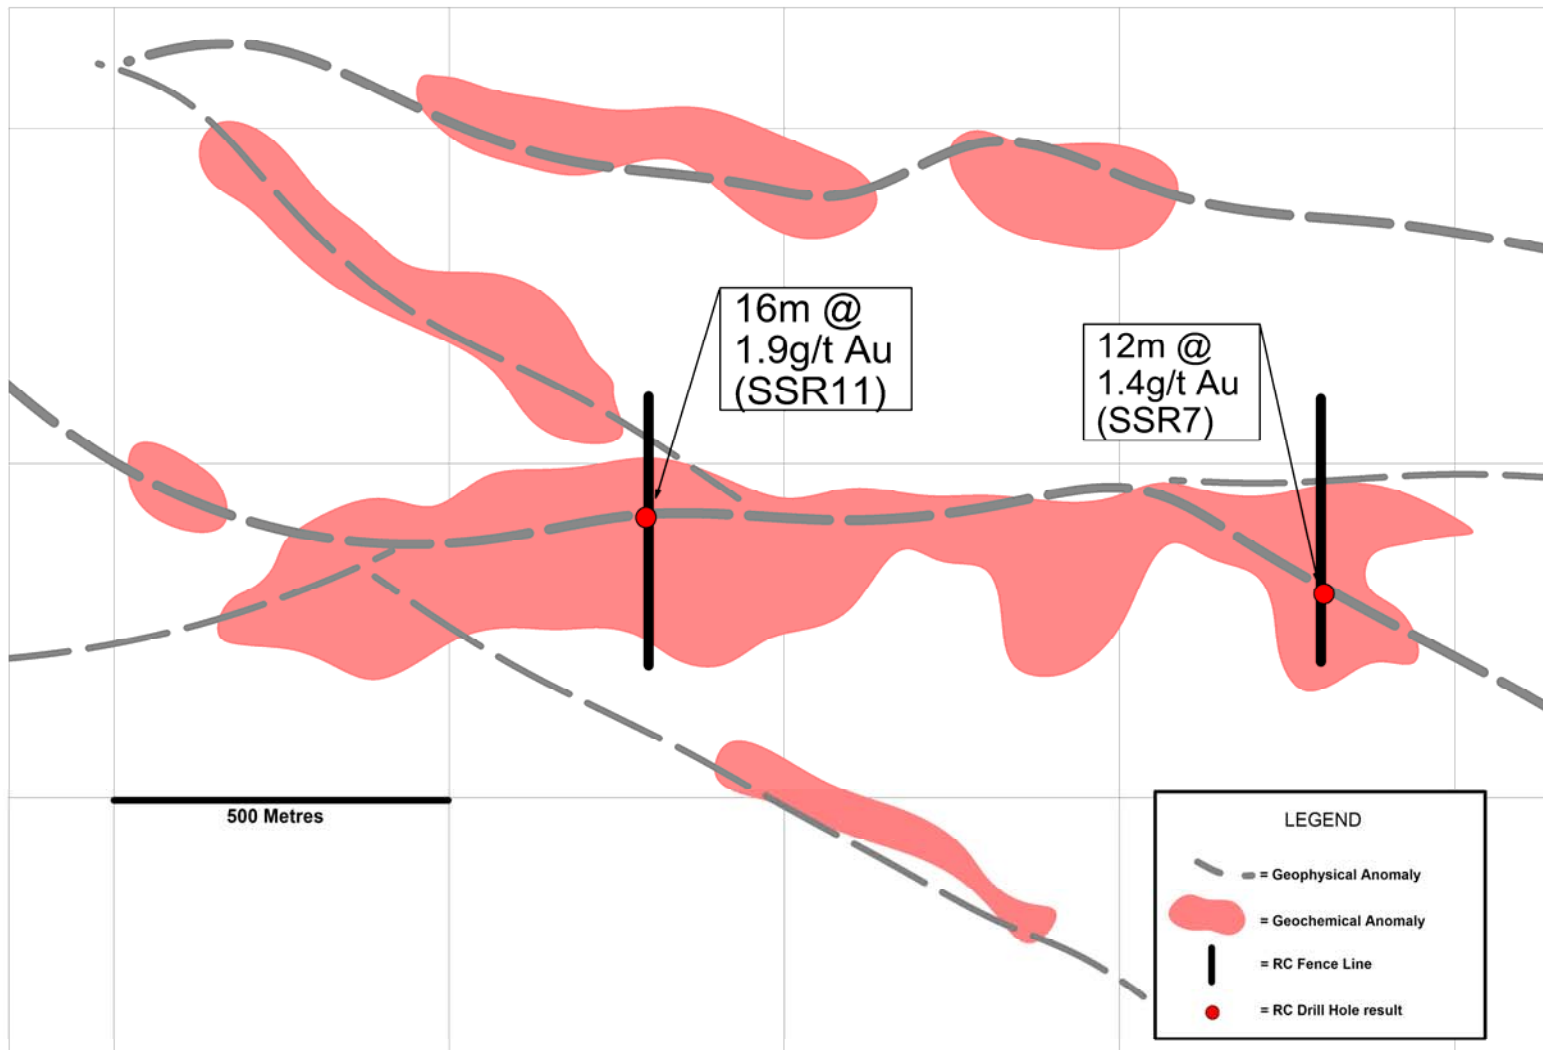 16m @
1.9g/t Au
(SSR11)
12m @
1.4g/t Au
(SSR7)
500 Metres
LEGEND
= Geophysical Anomaly
= Geochemical Anomaly
= RC Fence Line
= RC Drill Hole result